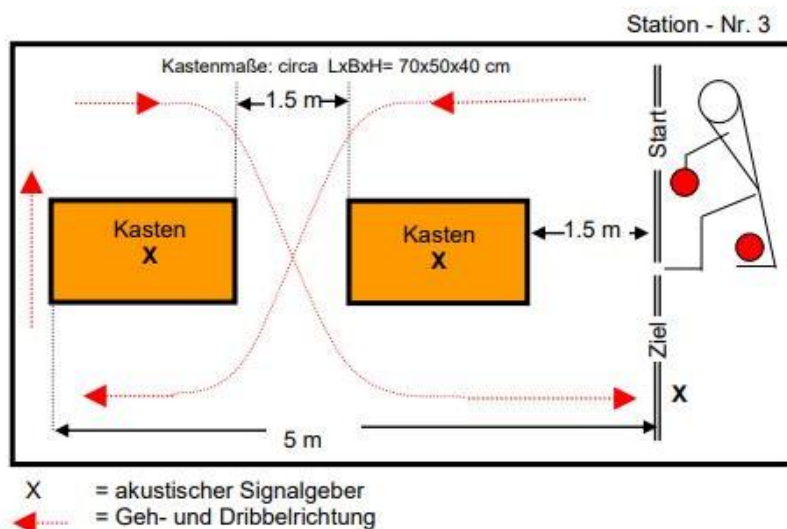 Station - Nr. 3
Kastenmaße: circa LxBxH= 70x50x40 cm
1.5 m
Start
Kasten
X
Kasten
X
1.5 m
Ziel
X
5 m
X = akustischer Signalgeber
= Geh- und Dribbelrichtung